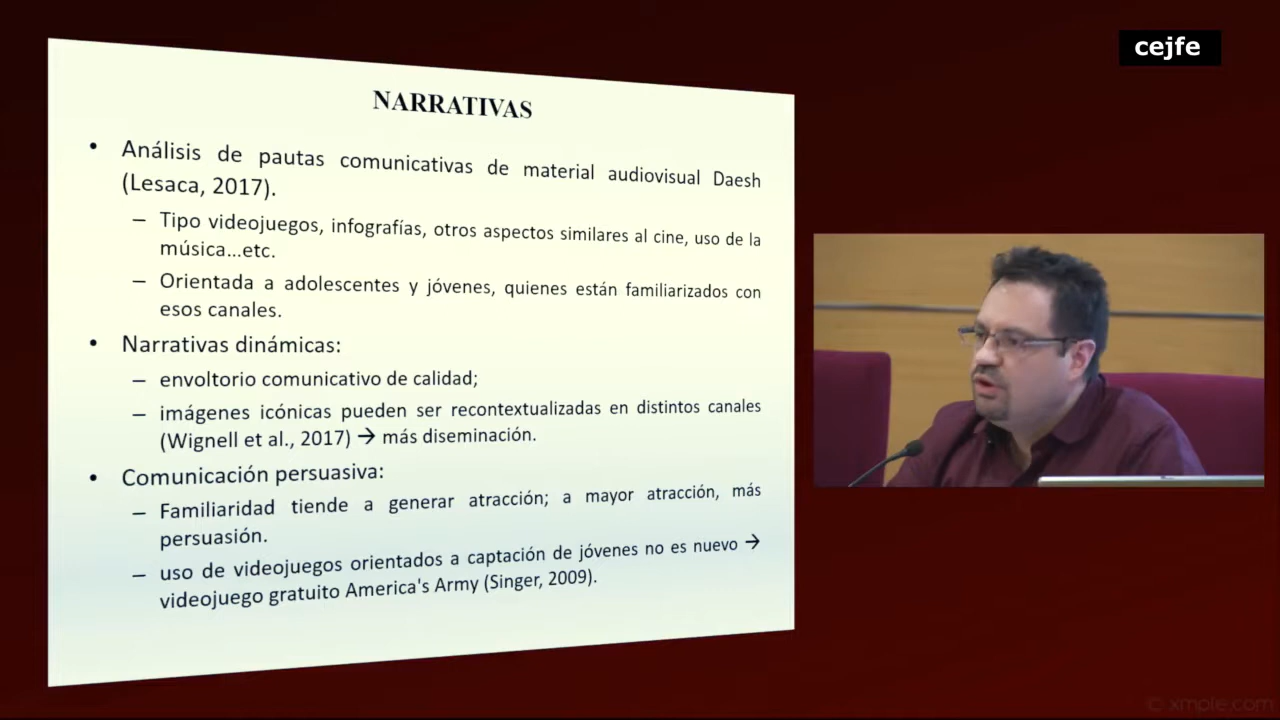 cejfe
NARRATIVAS
• Análisis de pautas comunicativas de material audiovisual Daesh
(Lesaca, 2017).
– Tipo videojuegos, infografías, otros aspectos similares al cine, uso de la
música...etc.
– Orientada a adolescentes y jóvenes, quienes están familiarizados con
esos canales.
• Narrativas dinámicas:
– envoltorio comunicativo de calidad;
– imágenes icónicas pueden ser recontextualizadas en distintos canales
(Wignell et al., 2017) → más diseminación.
• Comunicación persuasiva:
– Familiaridad tiende a generar atracción; a mayor atracción, más
persuasión.
– uso de videojuegos orientados a captación de jóvenes no es nuevo →
videojuego gratuito America's Army (Singer, 2009).
© xmole.com